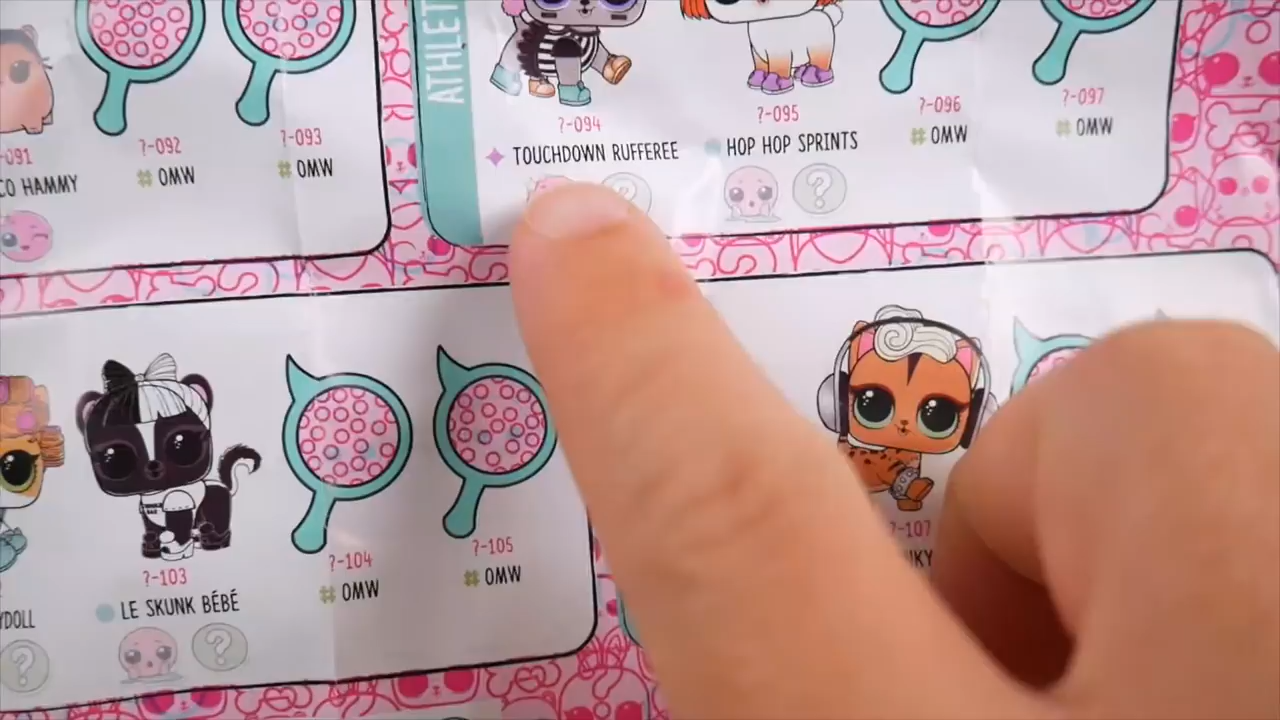 ATHLET
?-094
TOUCHDOWN RUFFEREE
?-095
HOP HOP SPRINTS
?-096
# OMW
?-097
# OMW
-091
CO HAMMY
?-092
# OMW
?-093
# OMW
?
?
YDOLL
?
?-103
LE SKUNK BÉBÉ
?
?-104
# OMW
?-105
# OMW
?-107